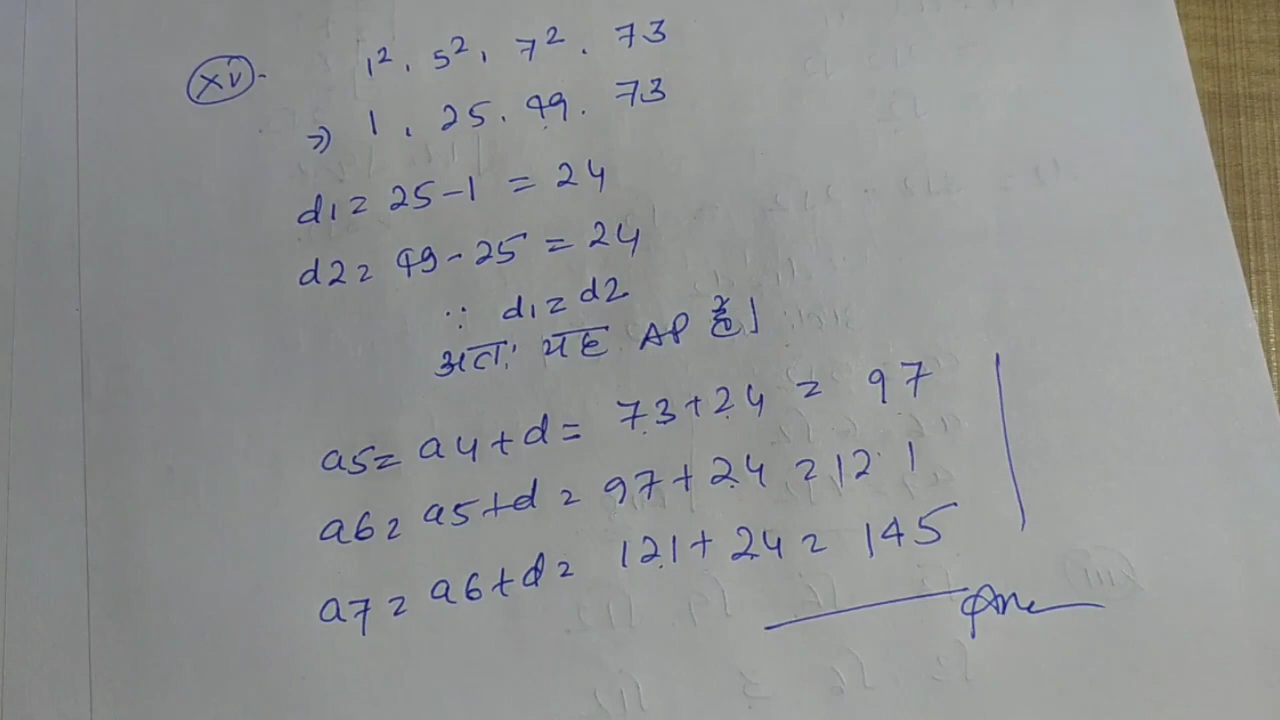 (xv). 1², 5², 7², 73
⇒ 1, 25, 49, 73
d1 = 25-1 = 24
d2 = 49-25 = 24
∵ d1 = d2
अतः यह AP है।
a5 = a4+d = 73+24 = 97
a6 = a5+d = 97+24 = 121
a7 = a6+d = 121+24 = 145
Ans